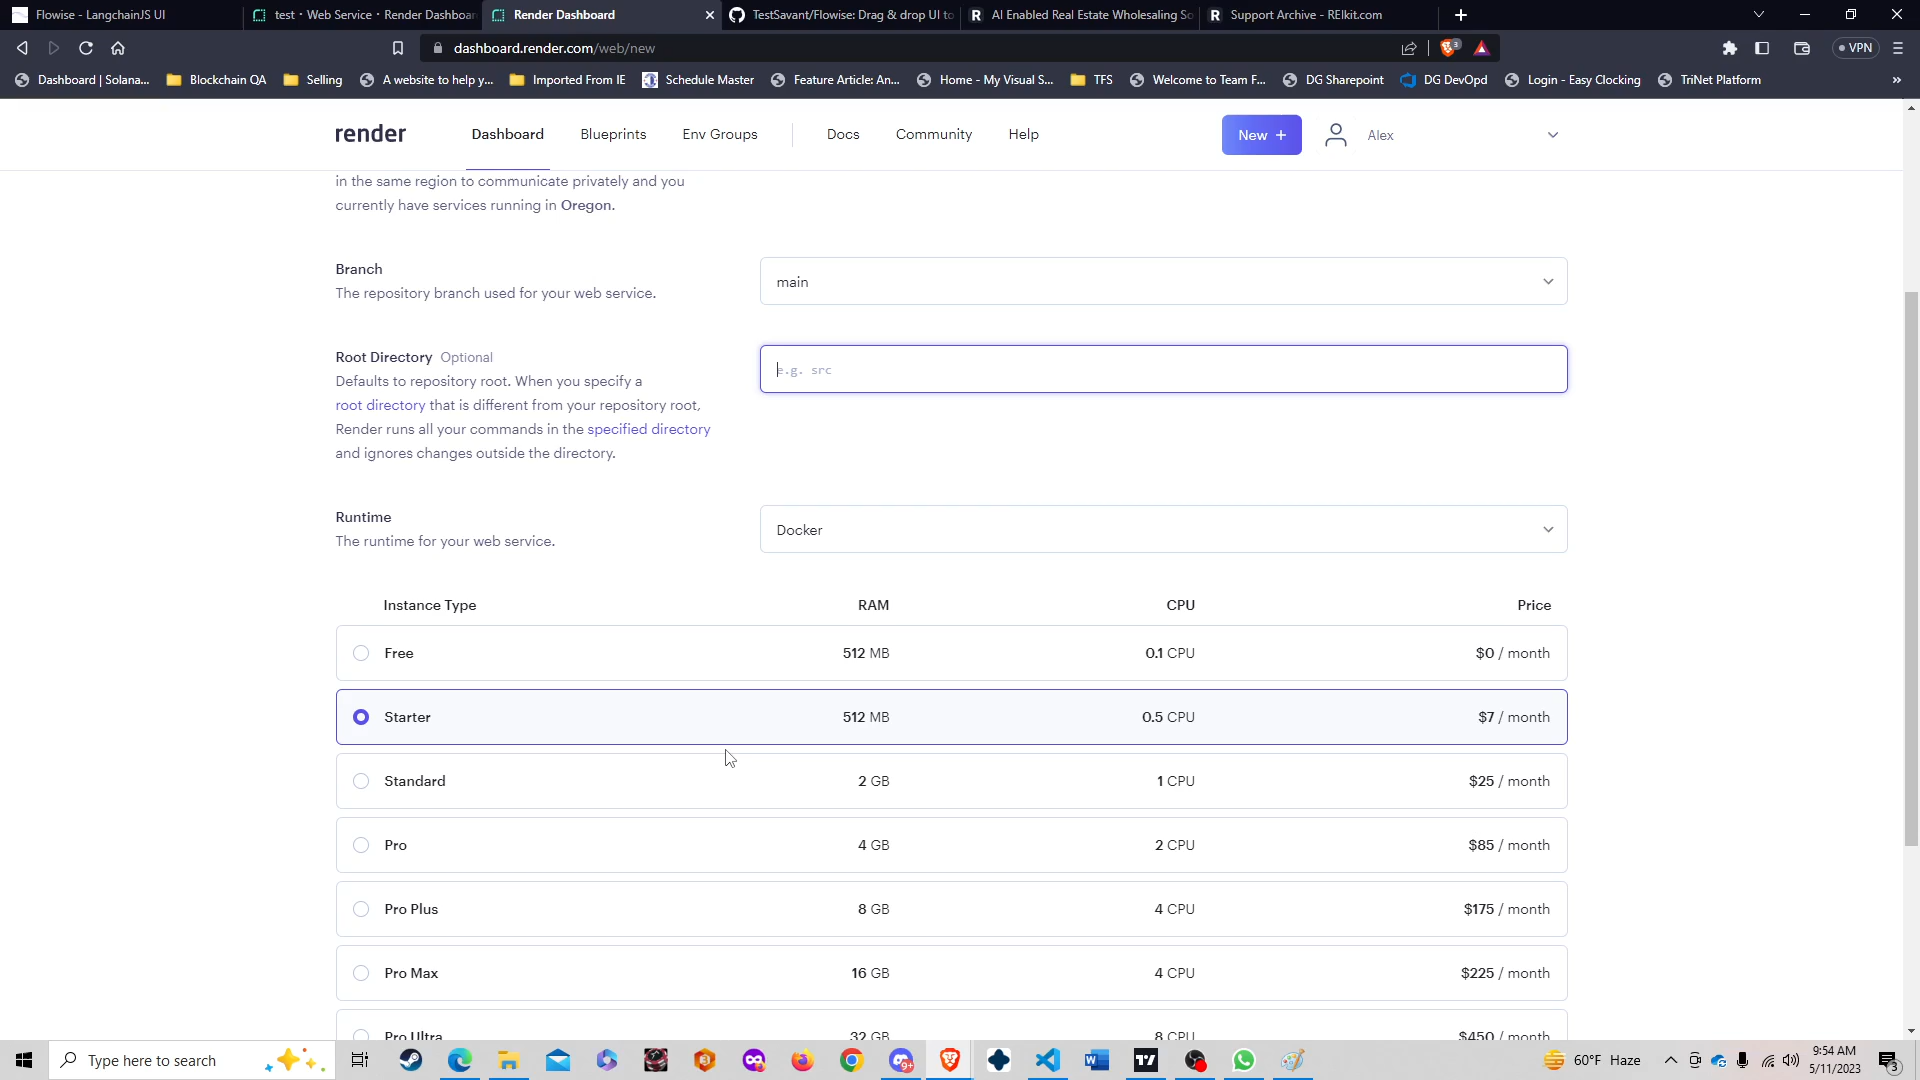 Flowise - LangchainJS UI
test · Web Service · Render Dashboar
Render Dashboard
TestSavant/Flowise: Drag & drop UI to
AI Enabled Real Estate Wholesaling So
Support Archive - REIkit.com
dashboard.render.com/web/new
3
VPN
Dashboard | Solana...
Blockchain QA
Selling
A website to help y...
Imported From IE
Schedule Master
Feature Article: An...
Home - My Visual S...
TFS
Welcome to Team F...
DG Sharepoint
DG DevOpd
Login - Easy Clocking
TriNet Platform
»
render
Dashboard
Blueprints
Env Groups
Docs
Community
Help
New +
Alex
in the same region to communicate privately and you
currently have services running in Oregon.
Branch
The repository branch used for your web service.
main
Root Directory Optional
Defaults to repository root. When you specify a
root directory that is different from your repository root,
Render runs all your commands in the specified directory
and ignores changes outside the directory.
e.g. src
Runtime
The runtime for your web service.
Docker
Instance Type RAM CPU Price
Free 512 MB 0.1 CPU $0 / month
Starter 512 MB 0.5 CPU $7 / month
Standard 2 GB 1 CPU $25 / month
Pro 4 GB 2 CPU $85 / month
Pro Plus 8 GB 4 CPU $175 / month
Pro Max 16 GB 4 CPU $225 / month
Pro Ultra 32 GB 8 CPU $450 / month
Type here to search
9+
60°F Haze
9:54 AM
5/11/2023
3